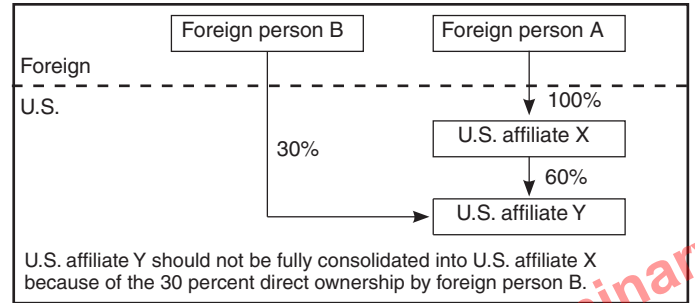 Foreign person B
Foreign person A
Foreign
U.S.
100%
U.S. affiliate X
30%
60%
U.S. affiliate Y
U.S. affiliate Y should not be fully consolidated into U.S. affiliate X
because of the 30 percent direct ownership by foreign person B.